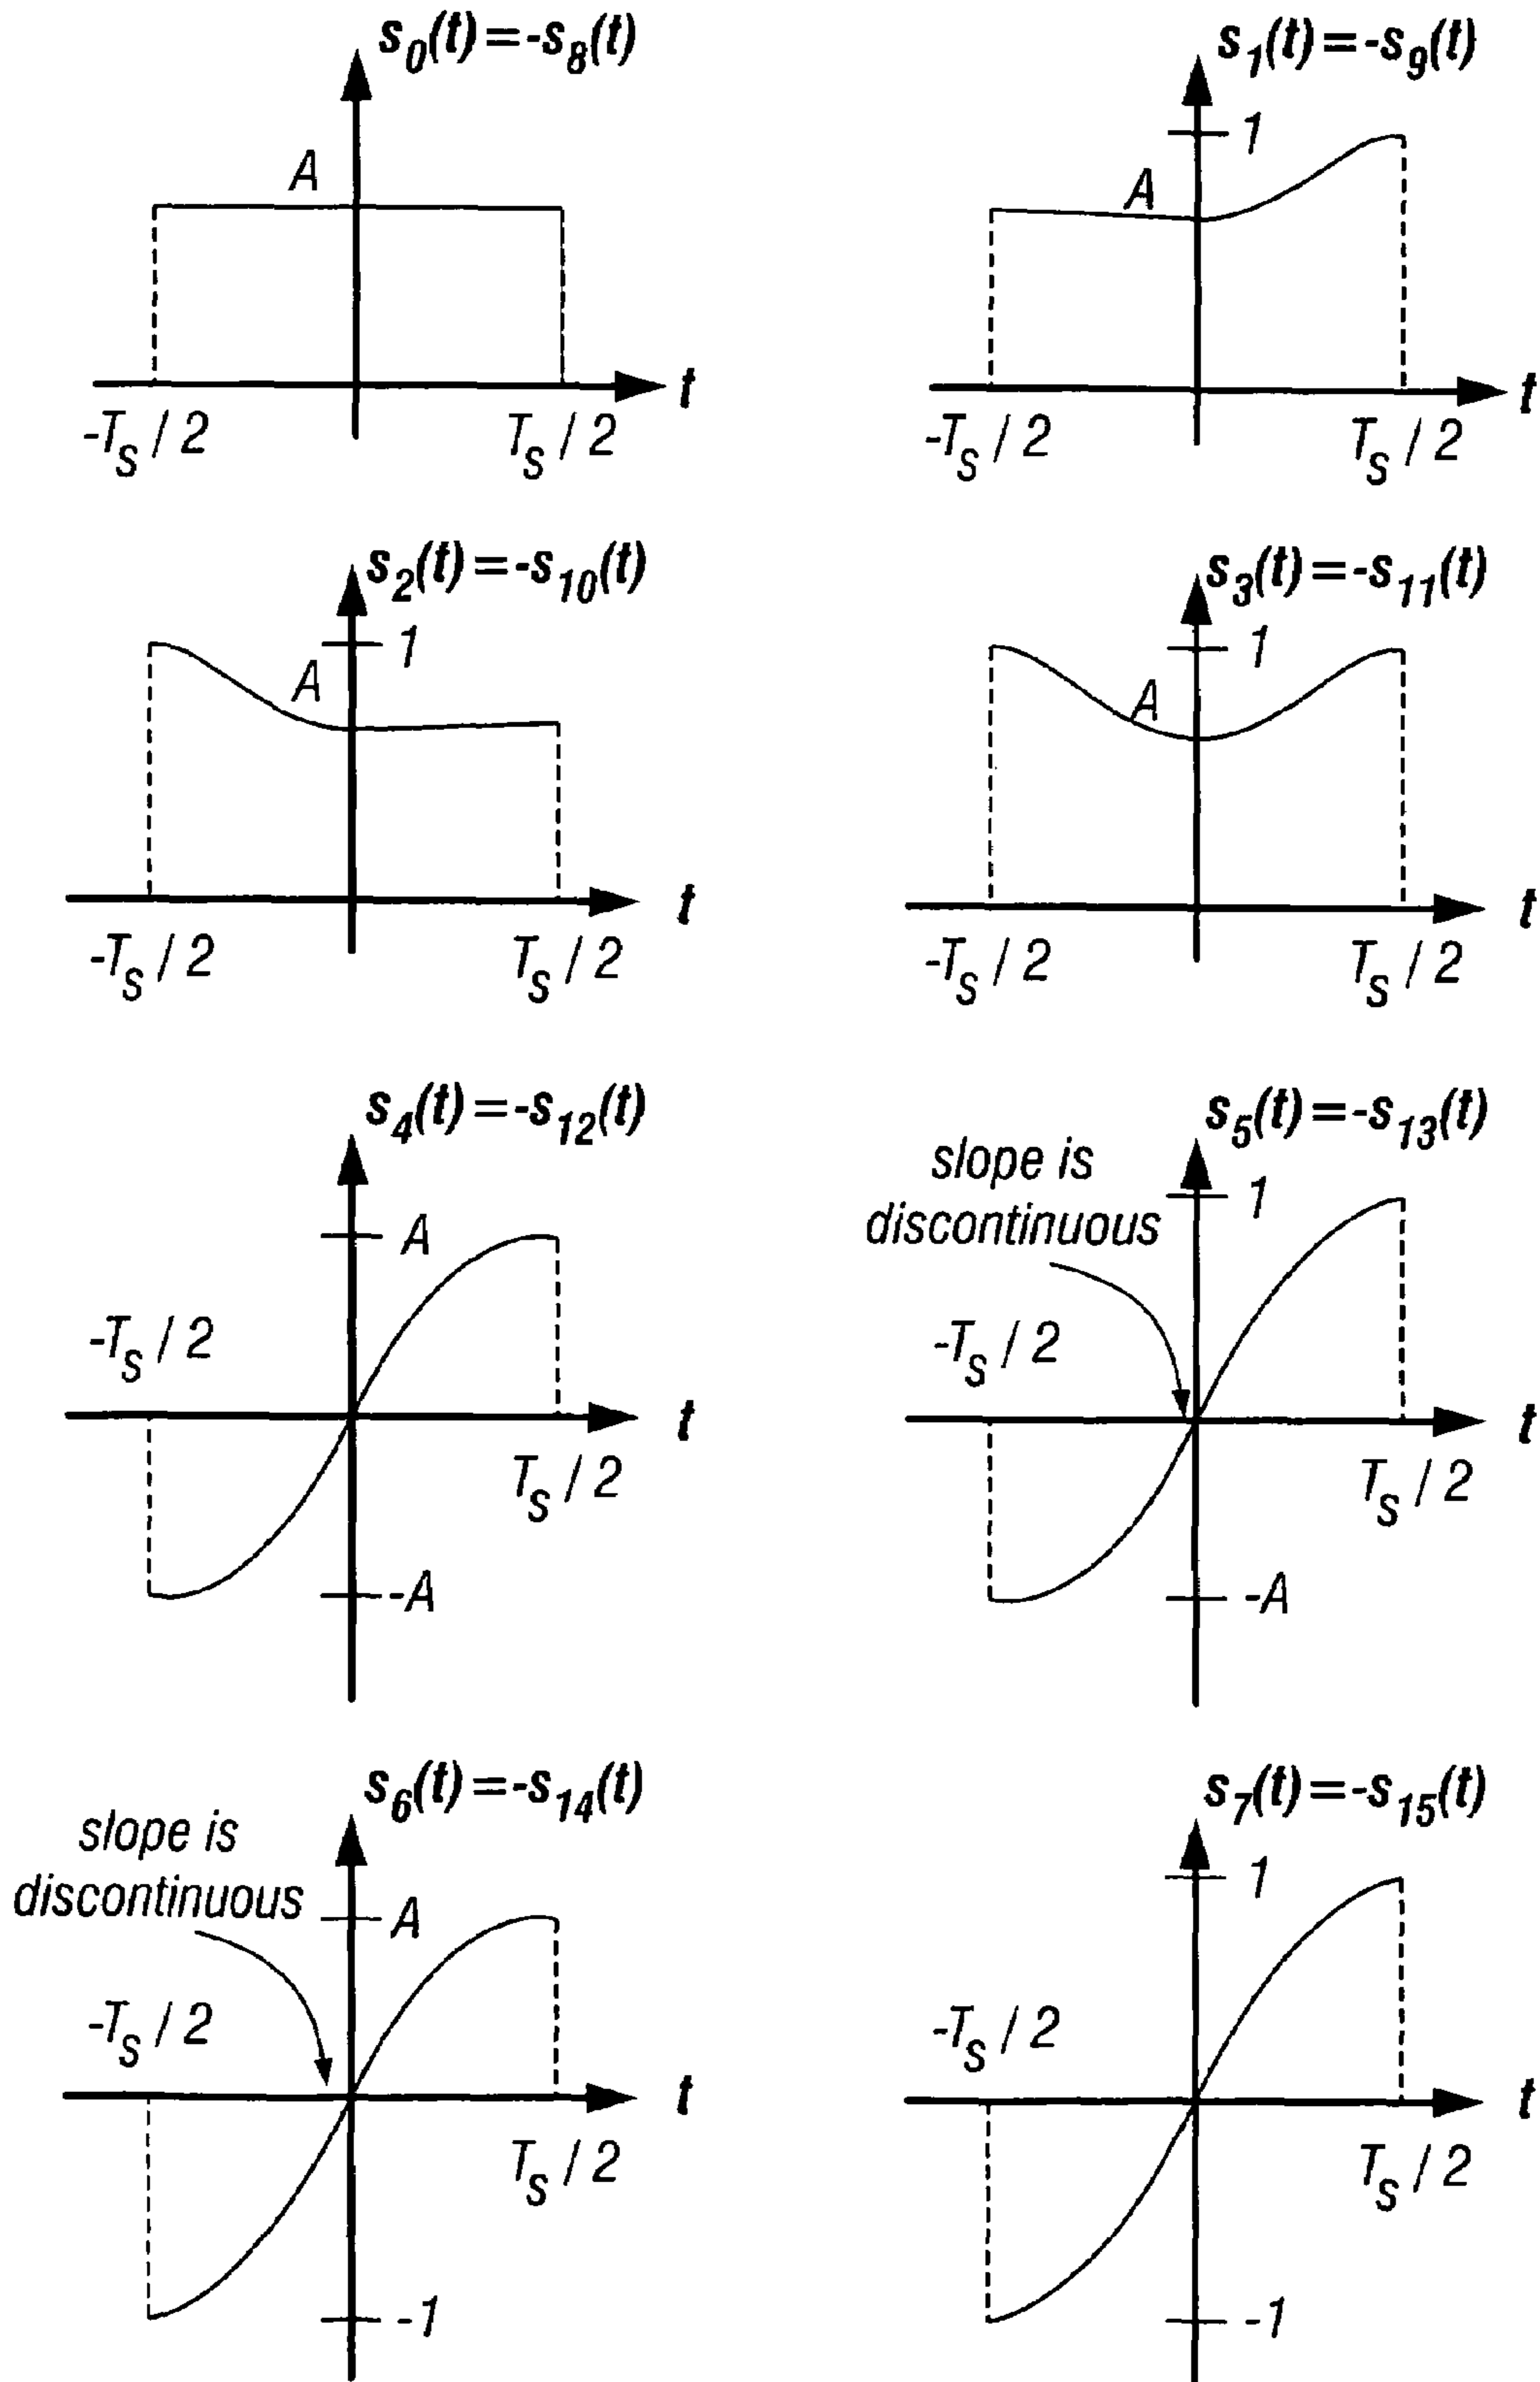 s0(t)=-s8(t)
A
-Ts / 2
Ts / 2
t
s1(t)=-s9(t)
1
A
-Ts / 2
Ts / 2
t
s2(t)=-s10(t)
1
A
-Ts / 2
Ts / 2
t
s3(t)=-s11(t)
1
A
-Ts / 2
Ts / 2
t
s4(t)=-s12(t)
A
-Ts / 2
t
Ts / 2
-A
s5(t)=-s13(t)
slope is
discontinuous
1
-Ts / 2
t
Ts / 2
-A
s6(t)=-s14(t)
slope is
discontinuous
A
-Ts / 2
t
Ts / 2
-1
s7(t)=-s15(t)
1
-Ts / 2
t
Ts / 2
-1